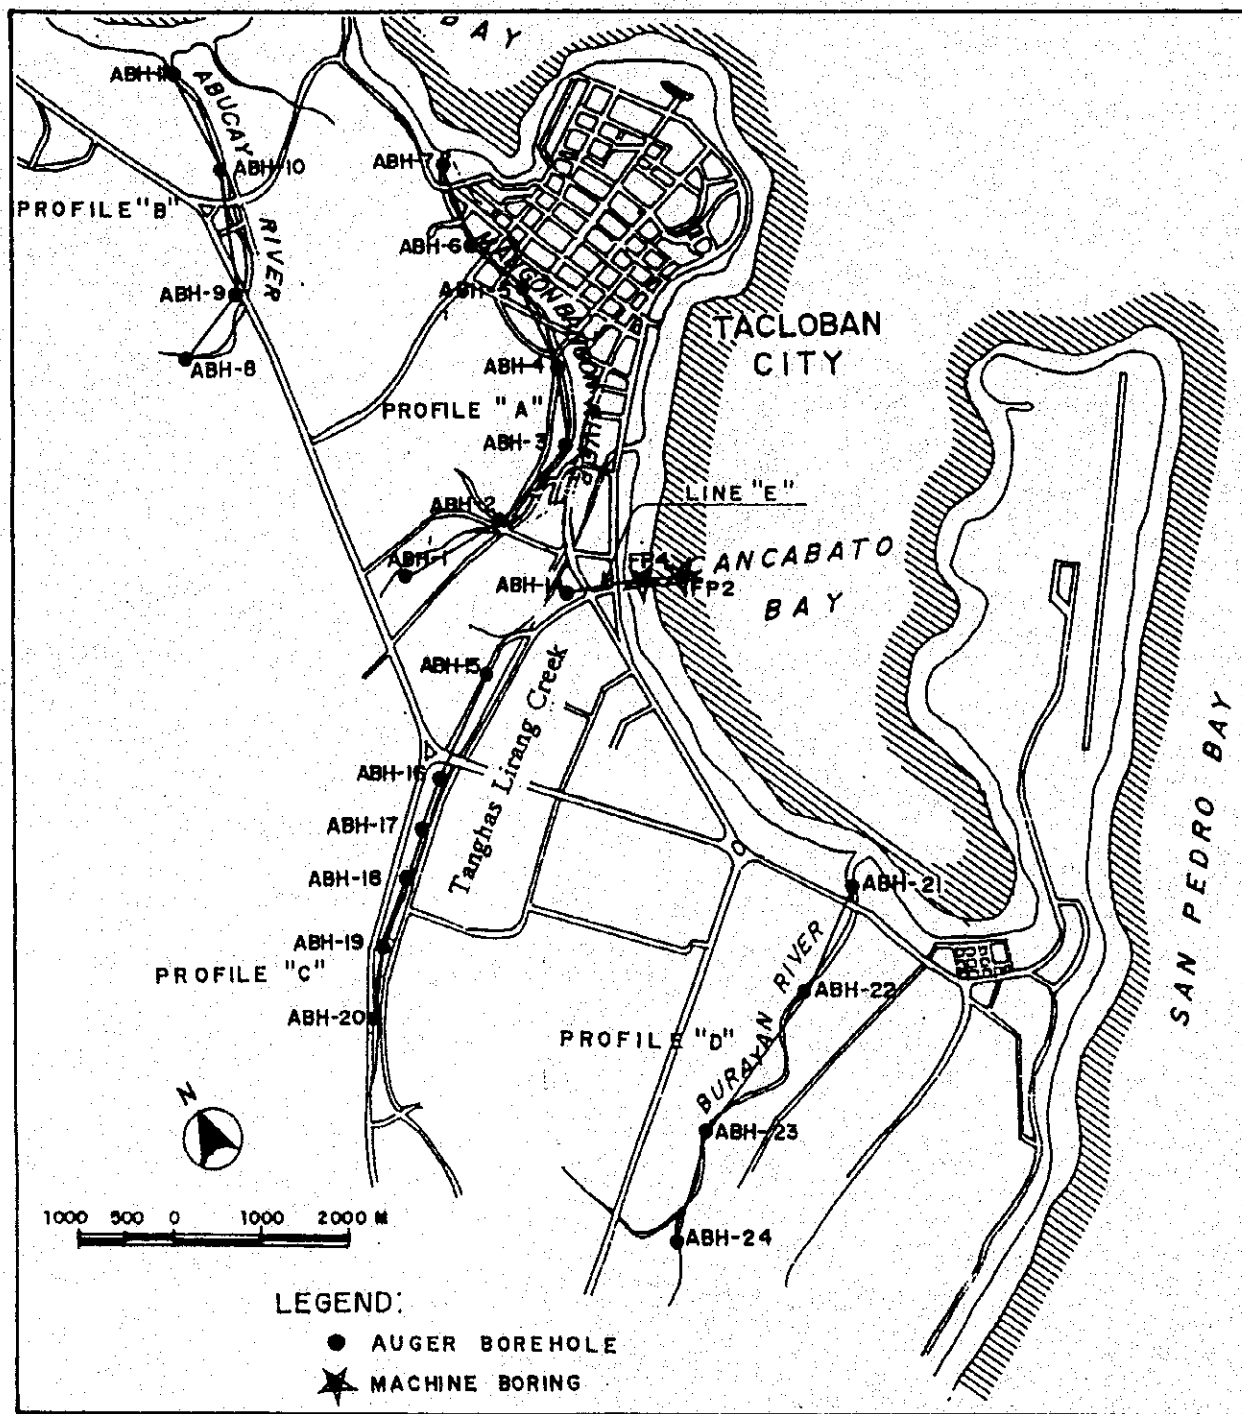 BAY
ABH-11
ABUCAY RIVER
ABH-10
ABH-7
PROFILE "B"
ABH-6
ABH-5
MANGONBANGON RIVER
ABH-9
TACLOBAN
CITY
ABH-8
ABH-4
PROFILE "A"
ABH-3
LINE "E"
ABH-2
CANCABATO
BAY
ABH-1
FP4
FP2
ABH-14
ABH-15
Tanghas Lirang Creek
ABH-16
ABH-17
ABH-18
ABH-21
SAN PEDRO BAY
ABH-19
PROFILE "C"
ABH-22
BURAYAN RIVER
ABH-20
PROFILE "D"
N
ABH-23
1000 500 0 1000 2000 M
ABH-24
LEGEND:
AUGER BOREHOLE
MACHINE BORING